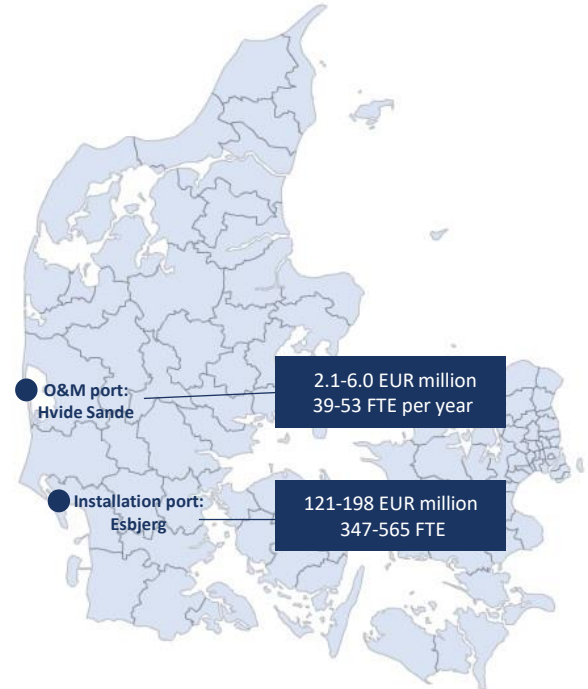 O&M port:
Hvide Sande
2.1-6.0 EUR million
39-53 FTE per year
Installation port:
Esbjerg
121-198 EUR million
347-565 FTE